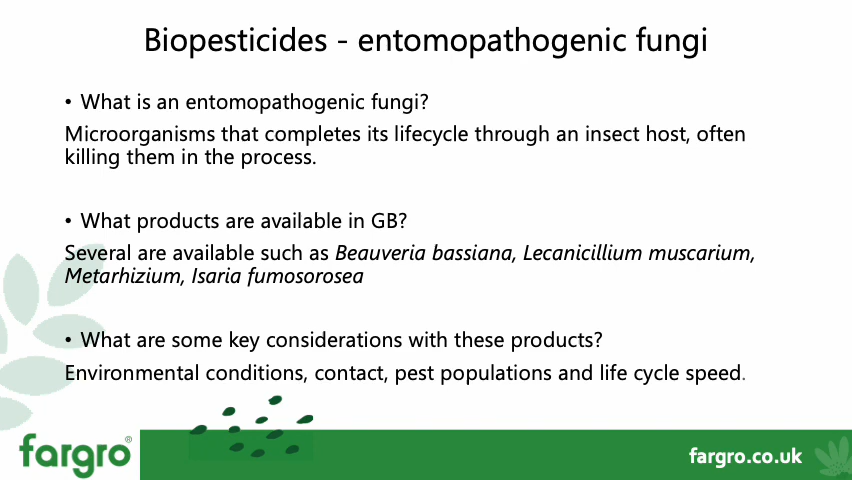 Biopesticides - entomopathogenic fungi
• What is an entomopathogenic fungi?
Microorganisms that completes its lifecycle through an insect host, often
killing them in the process.
• What products are available in GB?
Several are available such as Beauveria bassiana, Lecanicillium muscarium,
Metarhizium, Isaria fumosorosea
• What are some key considerations with these products?
Environmental conditions, contact, pest populations and life cycle speed.
fargro®
fargro.co.uk